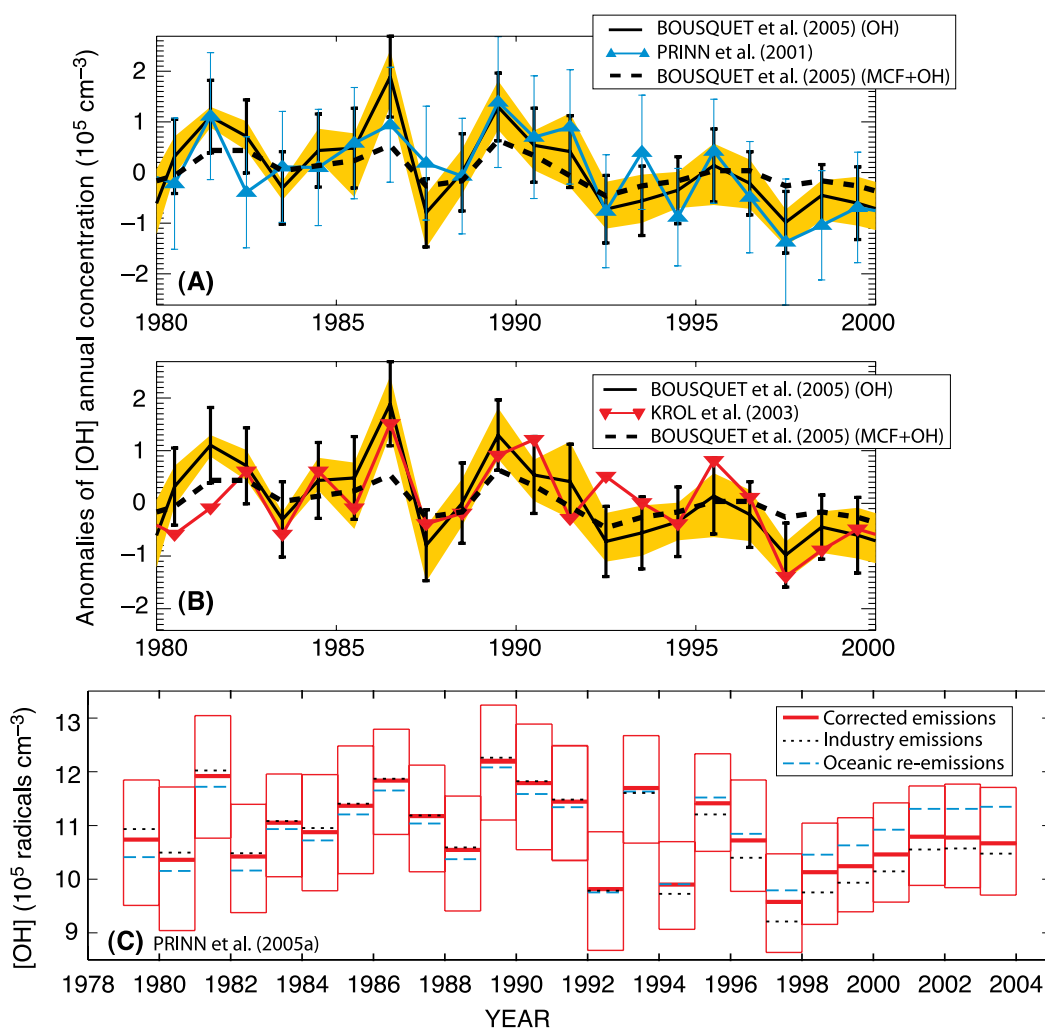 Anomalies of [OH] annual concentration (10⁵ cm⁻³)
BOUSQUET et al. (2005) (OH)
PRINN et al. (2001)
BOUSQUET et al. (2005) (MCF+OH)
2
1
0
−1
−2
(A)
1980 1985 1990 1995 2000
BOUSQUET et al. (2005) (OH)
KROL et al. (2003)
BOUSQUET et al. (2005) (MCF+OH)
2
1
0
−1
−2
(B)
1980 1985 1990 1995 2000
[OH] (10⁵ radicals cm⁻³)
Corrected emissions
Industry emissions
Oceanic re-emissions
13
12
11
10
9
(C) PRINN et al. (2005a)
1978 1980 1982 1984 1986 1988 1990 1992 1994 1996 1998 2000 2002 2004
YEAR